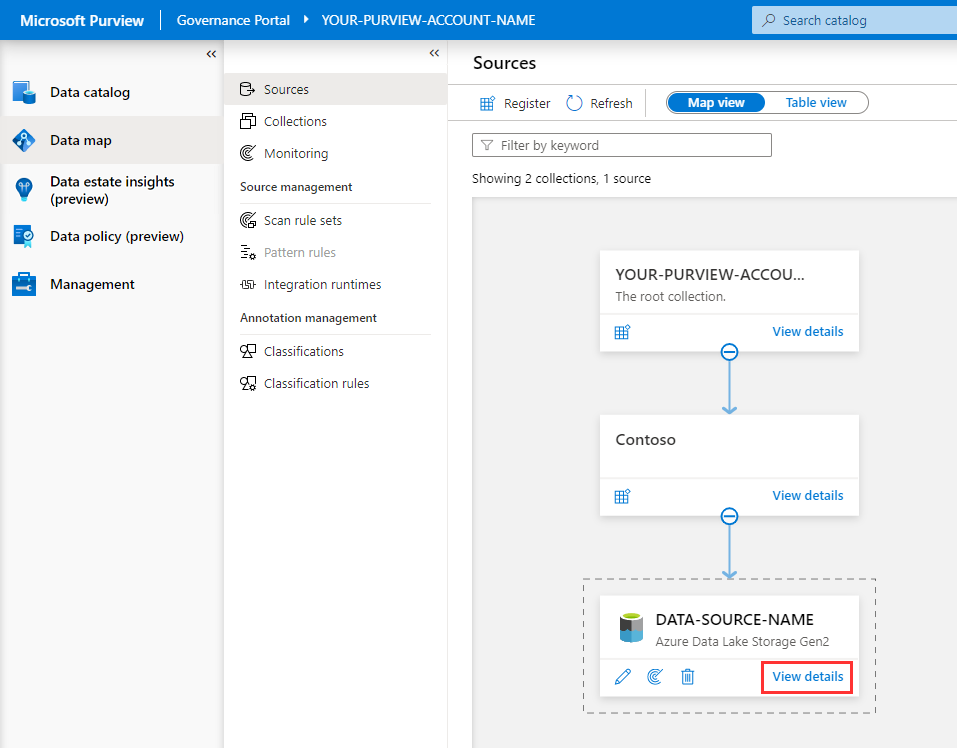 Microsoft Purview
Governance Portal
YOUR-PURVIEW-ACCOUNT-NAME
Search catalog
Data catalog
Data map
Data estate insights
(preview)
Data policy (preview)
Management
Sources
Collections
Monitoring
Source management
Scan rule sets
Pattern rules
Integration runtimes
Annotation management
Classifications
Classification rules
Sources
Register
Refresh
Map view
Table view
Filter by keyword
Showing 2 collections, 1 source
YOUR-PURVIEW-ACCOU...
The root collection.
View details
Contoso
View details
DATA-SOURCE-NAME
Azure Data Lake Storage Gen2
View details